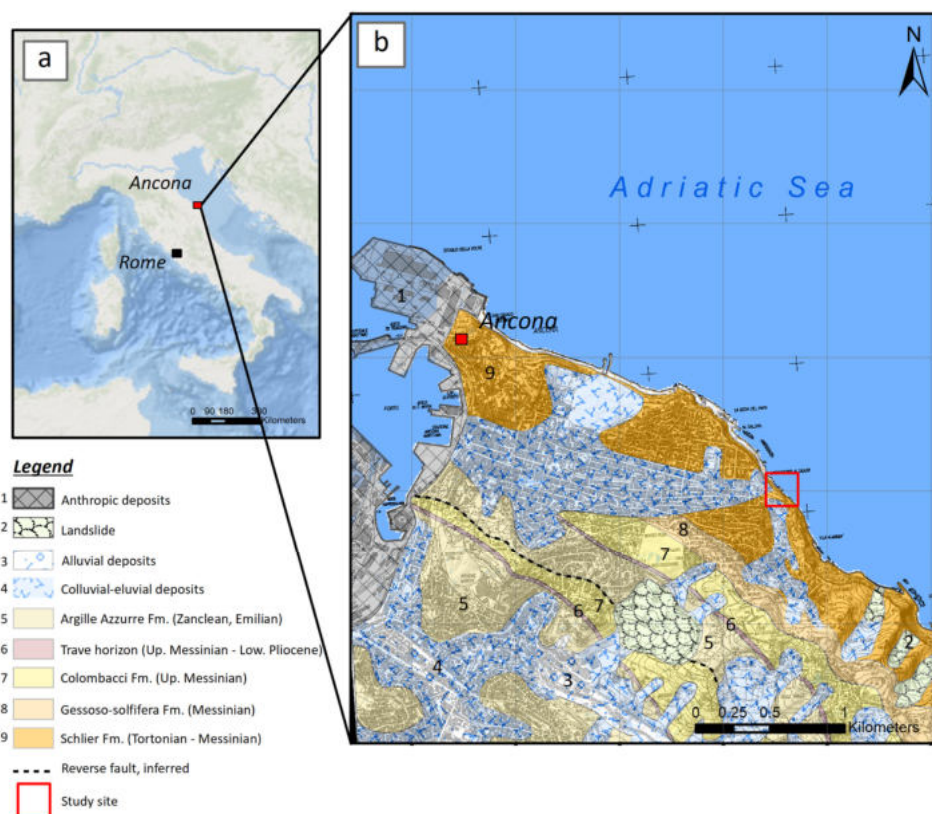 a
Ancona
Rome
0 90 180 360
Kilometers
b
N
Adriatic Sea
1
Ancona
9
PORTO
8
7
5
6 7
6
5
4
3
2
0 0.25 0.5 1
Kilometers
Legend
1 Anthropic deposits
2 Landslide
3 Alluvial deposits
4 Colluvial-eluvial deposits
5 Argille Azzurre Fm. (Zanclean, Emilian)
6 Trave horizon (Up. Messinian - Low. Pliocene)
7 Colombacci Fm. (Up. Messinian)
8 Gessoso-solfifera Fm. (Messinian)
9 Schlier Fm. (Tortonian - Messinian)
Reverse fault, inferred
Study site